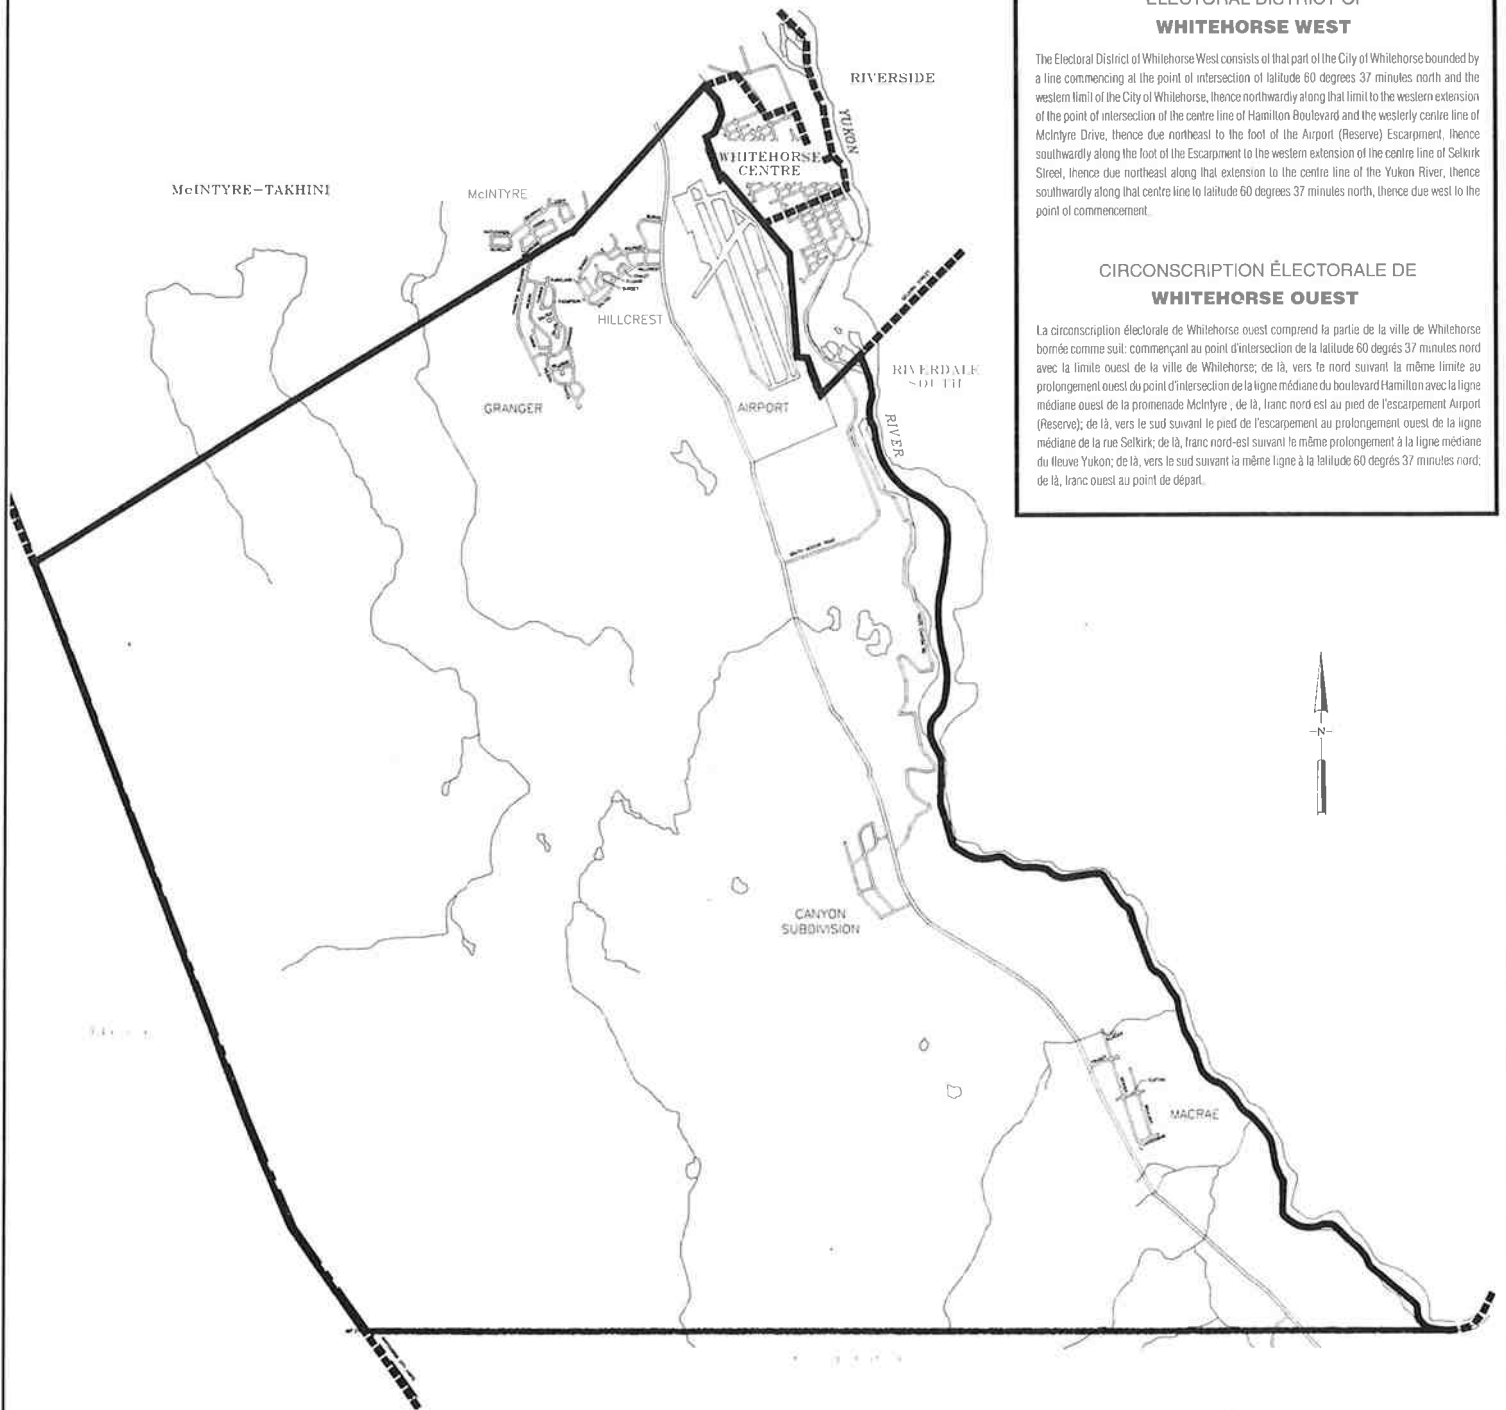 ELECTORAL DISTRICT OF
WHITEHORSE WEST
The Electoral District of Whitehorse West consists of that part of the City of Whitehorse bounded by
a line commencing at the point of intersection of latitude 60 degrees 37 minutes north and the
western limit of the City of Whitehorse, thence northwardly along that limit to the western extension
of the point of intersection of the centre line of Hamilton Boulevard and the westerly centre line of
McIntyre Drive, thence due northeast to the foot of the Airport (Reserve) Escarpment, thence
southwardly along the foot of the Escarpment to the western extension of the centre line of Selkirk
Street, thence due northeast along that extension to the centre line of the Yukon River, thence
southwardly along that centre line to latitude 60 degrees 37 minutes north, thence due west to the
point of commencement.
CIRCONSCRIPTION ÉLECTORALE DE
WHITEHORSE OUEST
La circonscription électorale de Whitehorse ouest comprend la partie de la ville de Whitehorse
bornée comme suit: commençant au point d'intersection de la latitude 60 degrés 37 minutes nord
avec la limite ouest de la ville de Whitehorse; de là, vers le nord suivant la même limite au
prolongement ouest du point d'intersection de la ligne médiane du boulevard Hamilton avec la ligne
médiane ouest de la promenade McIntyre , de là, franc nord est au pied de l'escarpement Airport
(Reserve); de là, vers le sud suivant le pied de l'escarpement au prolongement ouest de la ligne
médiane de la rue Selkirk; de là, franc nord-est suivant le même prolongement à la ligne médiane
du fleuve Yukon; de là, vers le sud suivant la même ligne à la latitude 60 degrés 37 minutes nord;
de là, franc ouest au point de départ.
RIVERSIDE
YUKON
WHITEHORSE
CENTRE
McINTYRE-TAKHINI
McINTYRE
HILLCREST
GRANGER
AIRPORT
RIVERDALE
SOUTH
RIVER
N
CANYON
SUBDIVISION
MACRAE